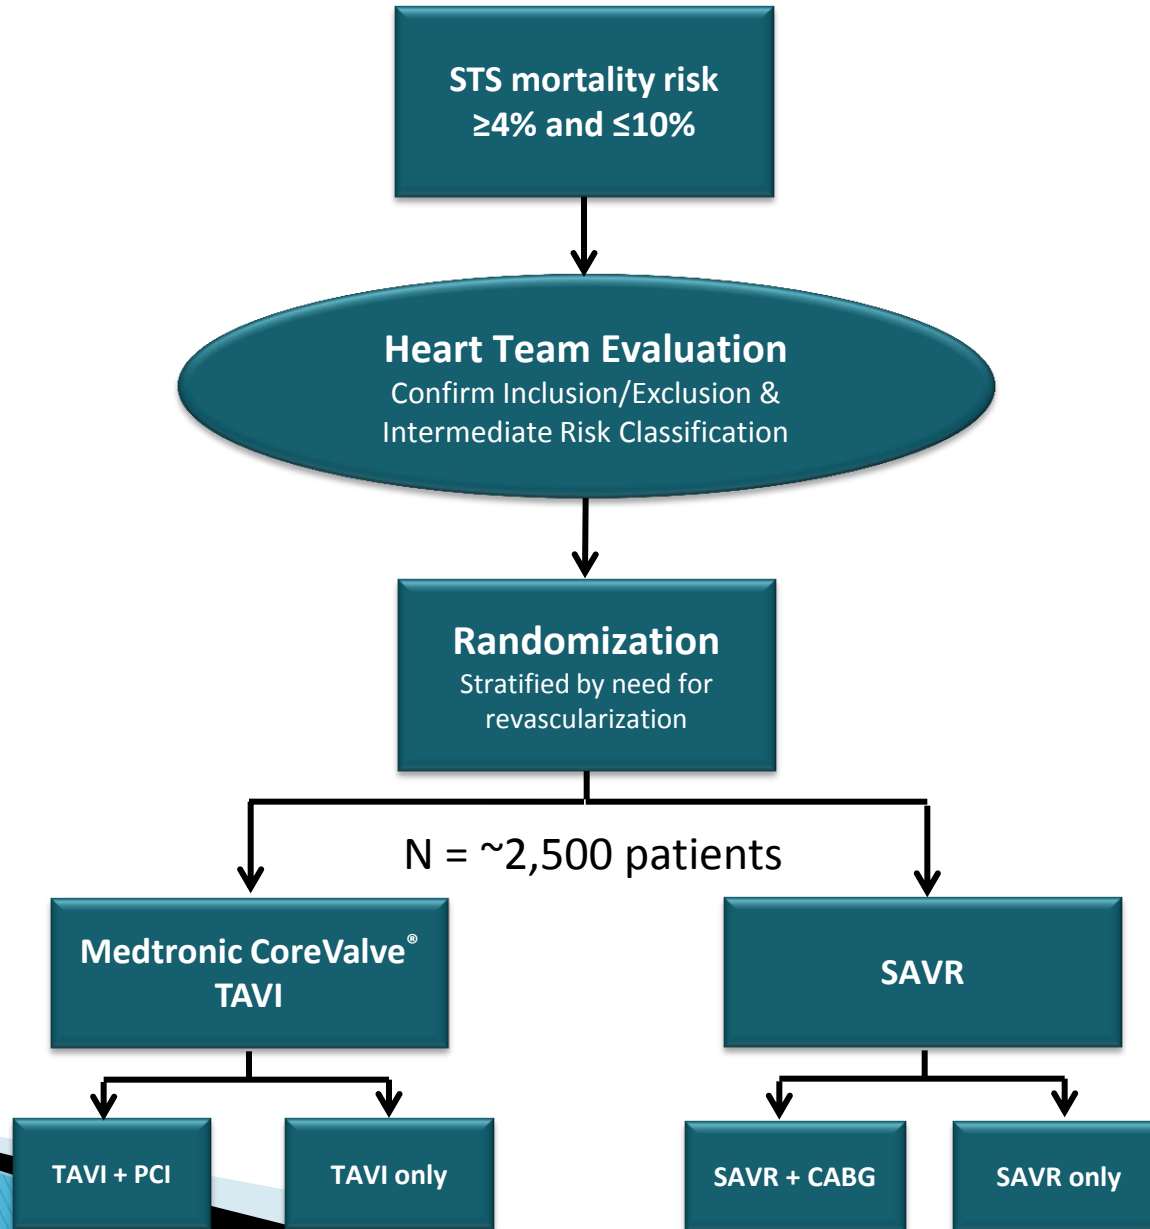 STS mortality risk
≥4% and ≤10%
Heart Team Evaluation
Confirm Inclusion/Exclusion &
Intermediate Risk Classification
Randomization
Stratified by need for
revascularization
N = ~2,500 patients
Medtronic CoreValve®
TAVI
SAVR
TAVI + PCI
TAVI only
SAVR + CABG
SAVR only